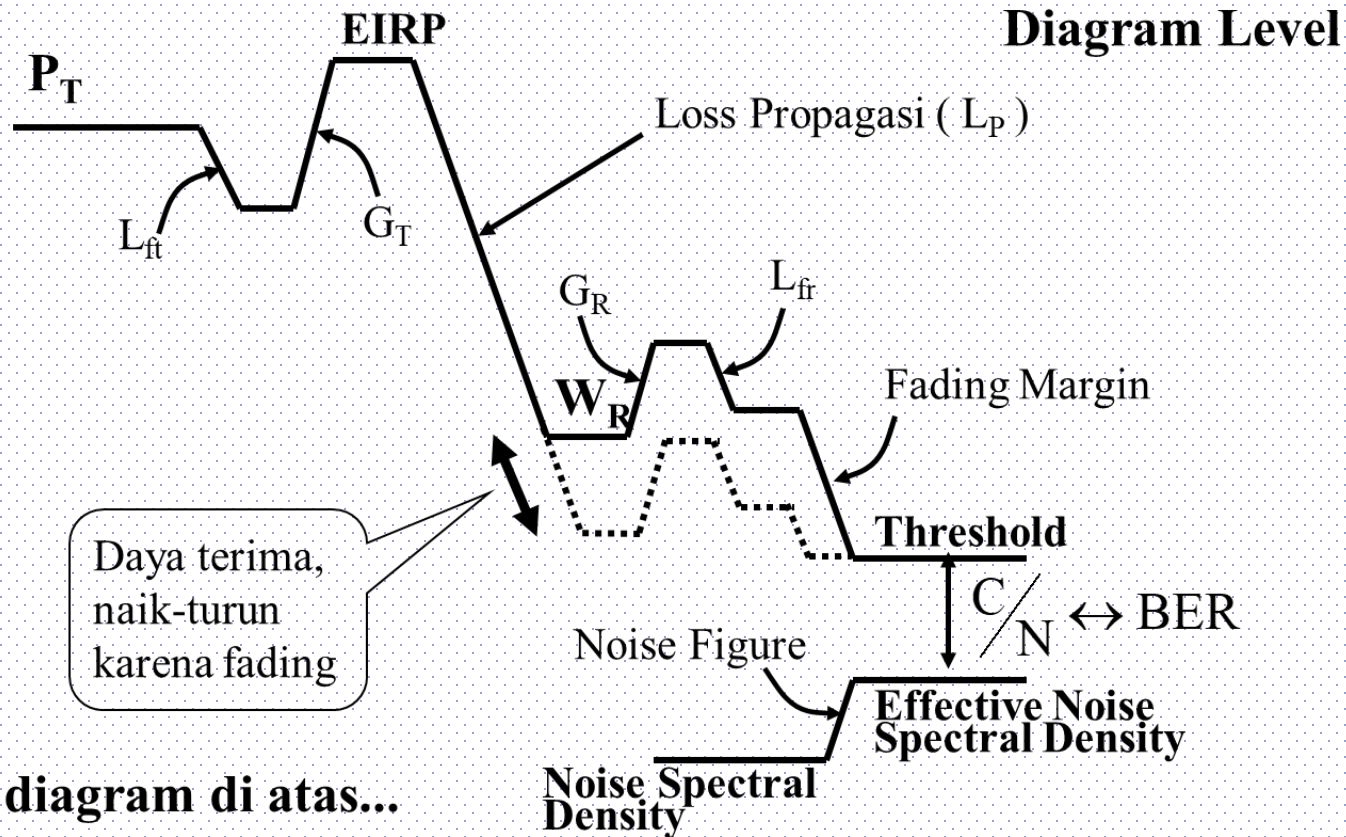 Diagram Level
EIRP
P_T
Loss Propagasi ( L_P )
L_ft
G_T
G_R
L_fr
W_R
Fading Margin
Daya terima,
naik-turun
karena fading
Threshold
C/N ↔ BER
Noise Figure
Effective Noise
Spectral Density
Noise Spectral
Density
diagram di atas...